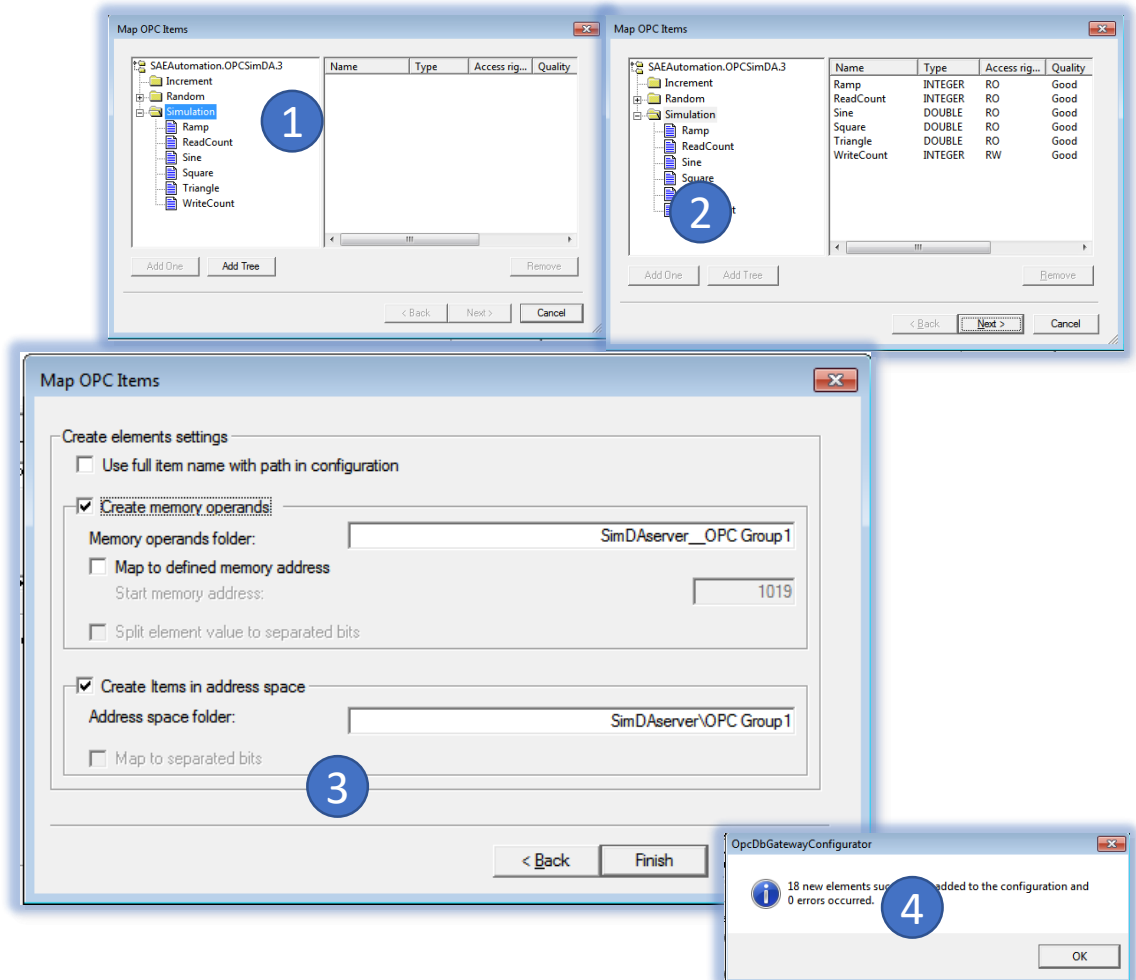 Map OPC Items
SAEAutomation.OPCSimDA.3
Increment
Random
Simulation
Ramp
ReadCount
Sine
Square
Triangle
WriteCount
Name Type Access rig... Quality
1
Add One Add Tree Remove
< Back Next > Cancel
Map OPC Items
SAEAutomation.OPCSimDA.3
Increment
Random
Simulation
Ramp
ReadCount
Sine
Square
Name Type Access rig... Quality
Ramp INTEGER RO Good
ReadCount INTEGER RO Good
Sine DOUBLE RO Good
Square DOUBLE RO Good
Triangle DOUBLE RO Good
WriteCount INTEGER RW Good
2
Add One Add Tree Remove
< Back Next > Cancel
Map OPC Items
Create elements settings
Use full item name with path in configuration
Create memory operands
Memory operands folder: SimDAserver__OPC Group1
Map to defined memory address
Start memory address: 1019
Split element value to separated bits
Create Items in address space
Address space folder: SimDAserver\OPC Group1
Map to separated bits
3
< Back Finish
OpcDbGatewayConfigurator
18 new elements added to the configuration and
0 errors occurred.
4
OK